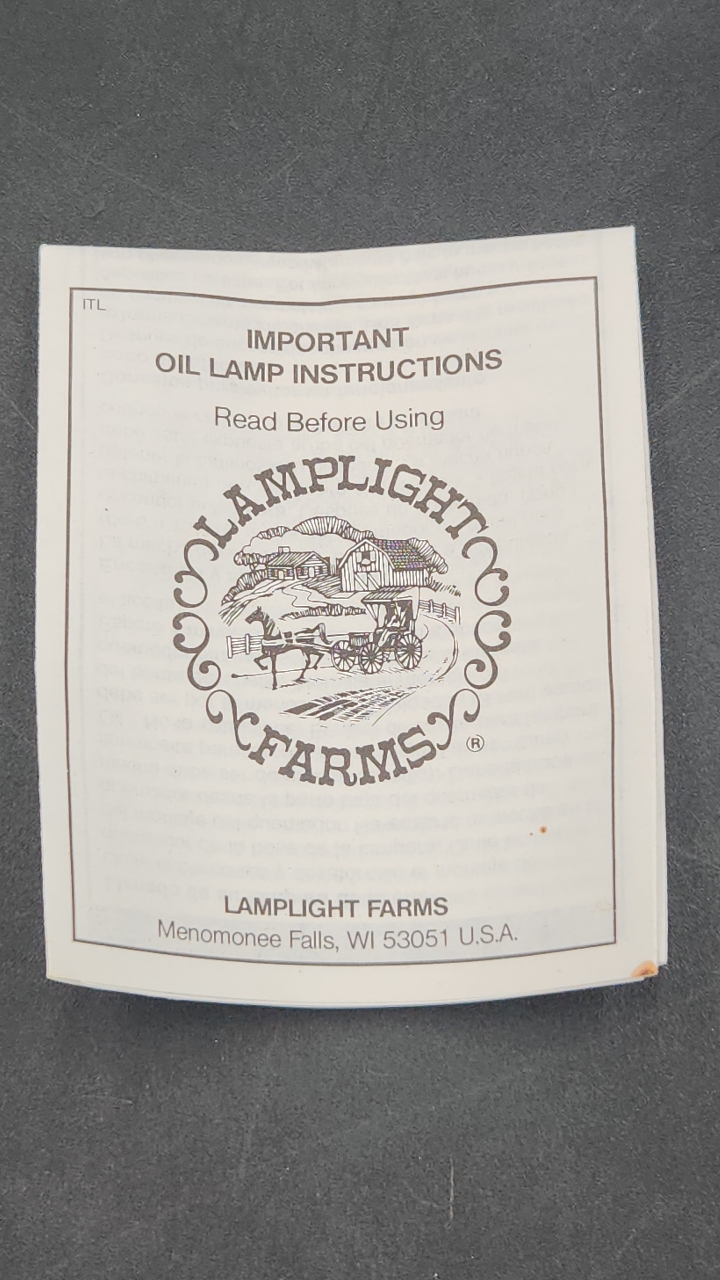 ITL
IMPORTANT
OIL LAMP INSTRUCTIONS
Read Before Using
LAMPLIGHT
FARMS
®
LAMPLIGHT FARMS
Menomonee Falls, WI 53051 U.S.A.